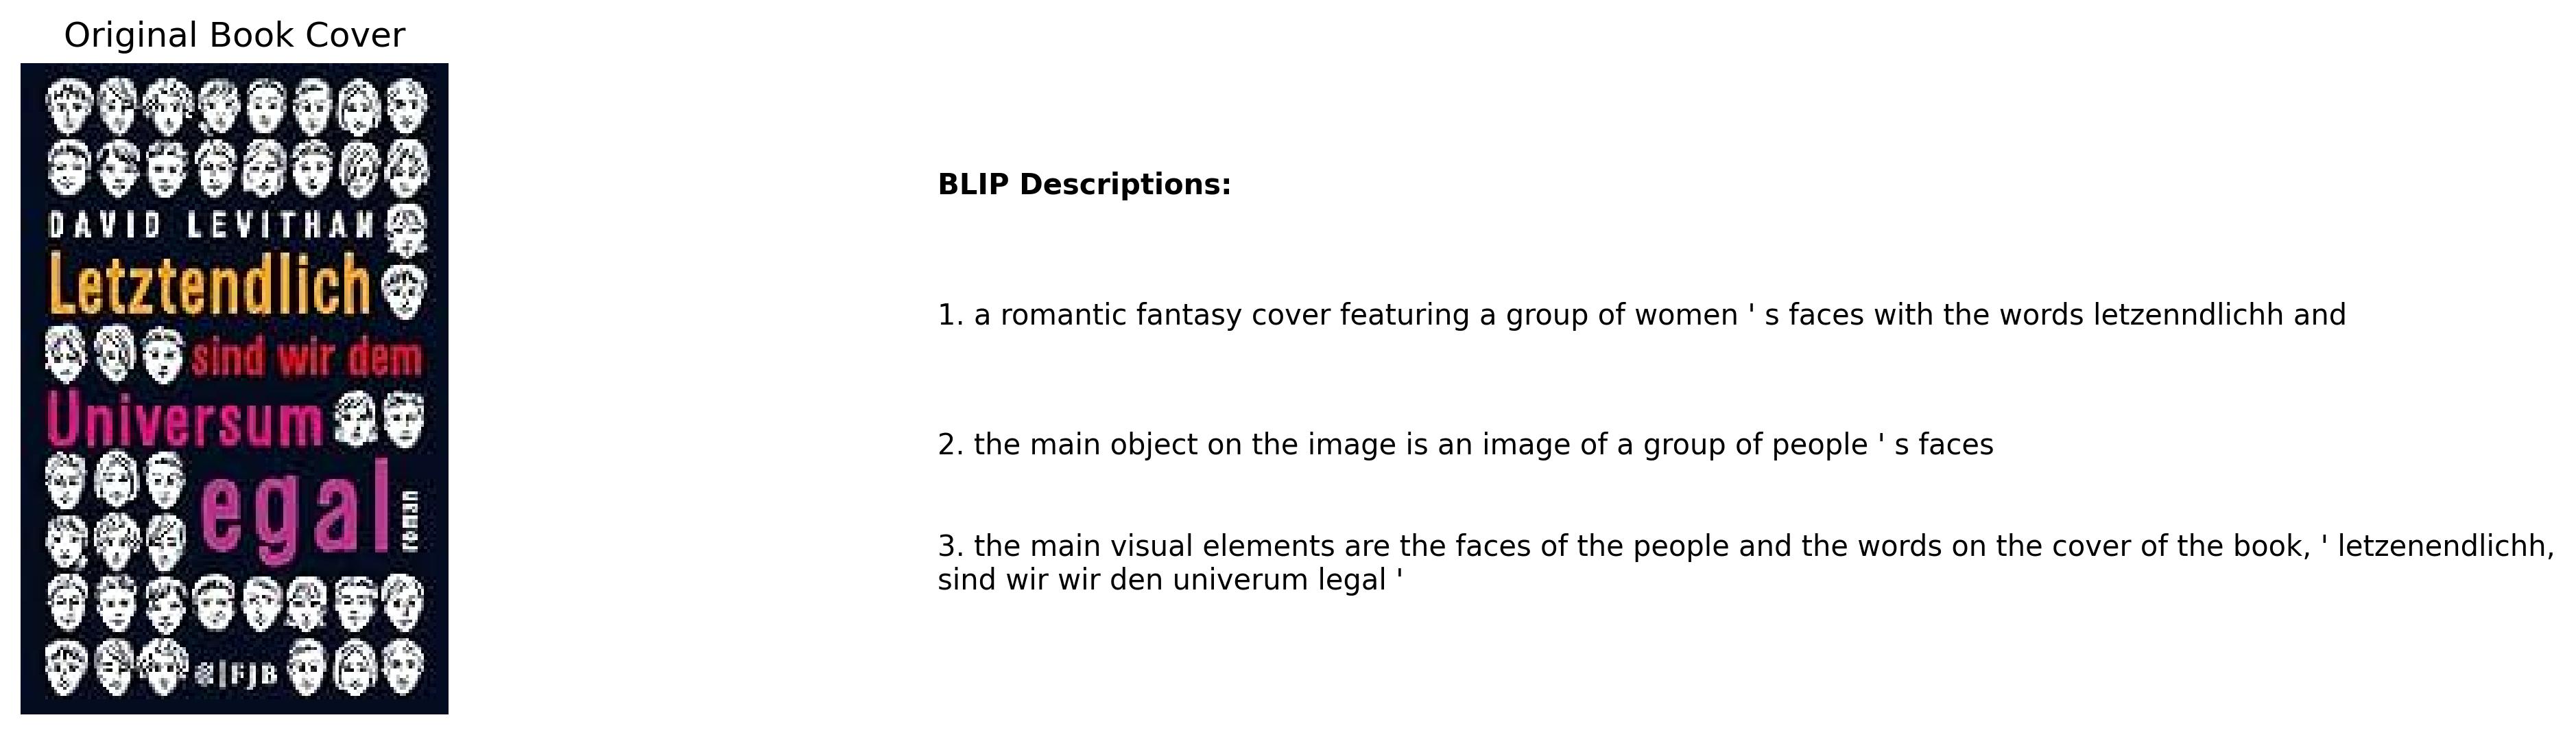 Original Book Cover
DAVID LEVITHAN
Letztendlich
sind wir dem
Universum
egal
roman
FJB
BLIP Descriptions:
1. a romantic fantasy cover featuring a group of women ' s faces with the words letzenndlichh and
2. the main object on the image is an image of a group of people ' s faces
3. the main visual elements are the faces of the people and the words on the cover of the book, ' letzenendlichh,
sind wir wir den univerum legal '